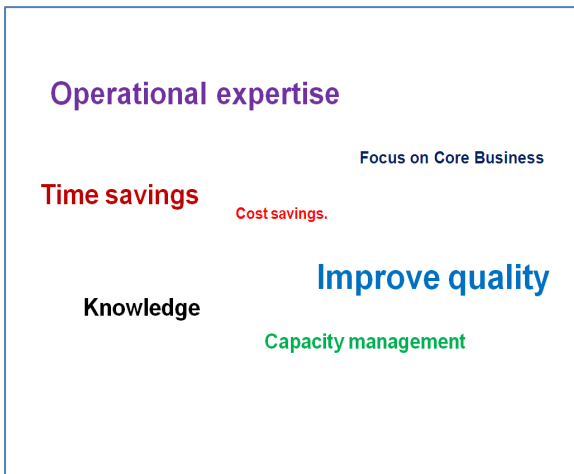 Operational expertise
Focus on Core Business
Time savings
Cost savings.
Improve quality
Knowledge
Capacity management